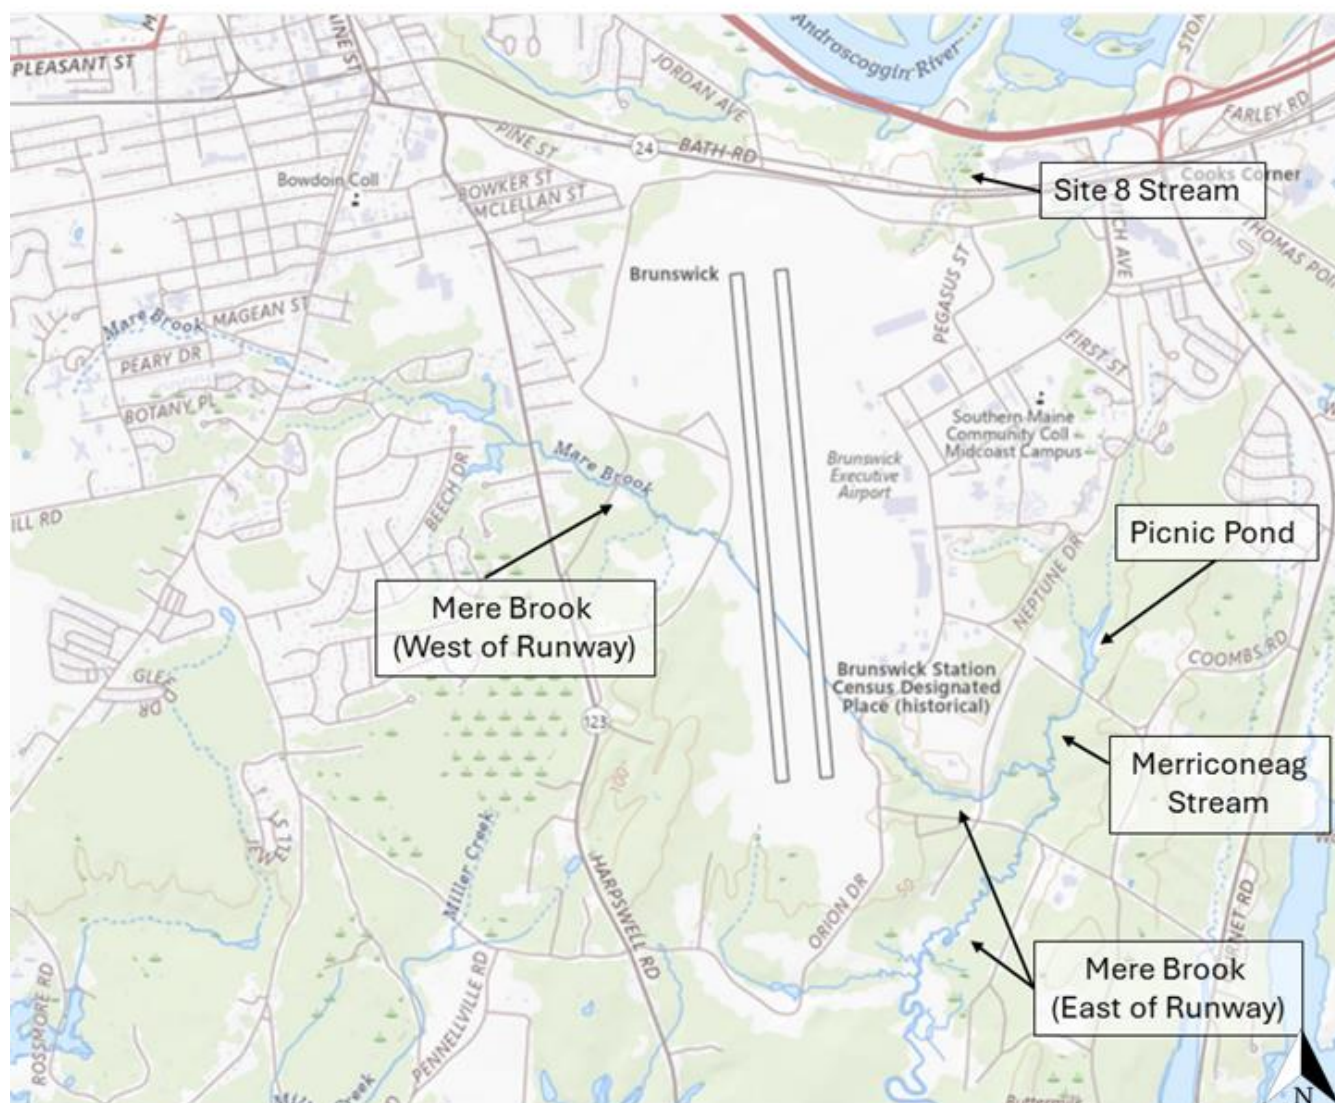 Androscoggin River
PLEASANT ST
JORDAN AVE
FARLEY RD
PINE ST
24
BATH RD
Cooks Corner
Site 8 Stream
Bowdoin Coll
BOWKER ST
MCLELLAN ST
Brunswick
PEGASUS ST
Mare Brook
MAGEAN ST
PEARY DR
FIRST ST
BOTANY PL
Southern Maine
Community Coll -
Midcoast Campus
BEECH DR
Mare Brook
Brunswick
Executive
Airport
ILL RD
Picnic Pond
NEPTUNE DR
Mere Brook
(West of Runway)
COOMBS RD
Brunswick Station
Census Designated
Place (historical)
123
Merriconeag
Stream
100
Miller Creek
HARPSWELL RD
50
ORION DR
Mere Brook
(East of Runway)
ROSSMORE RD
PENNELLVILLE RD
N